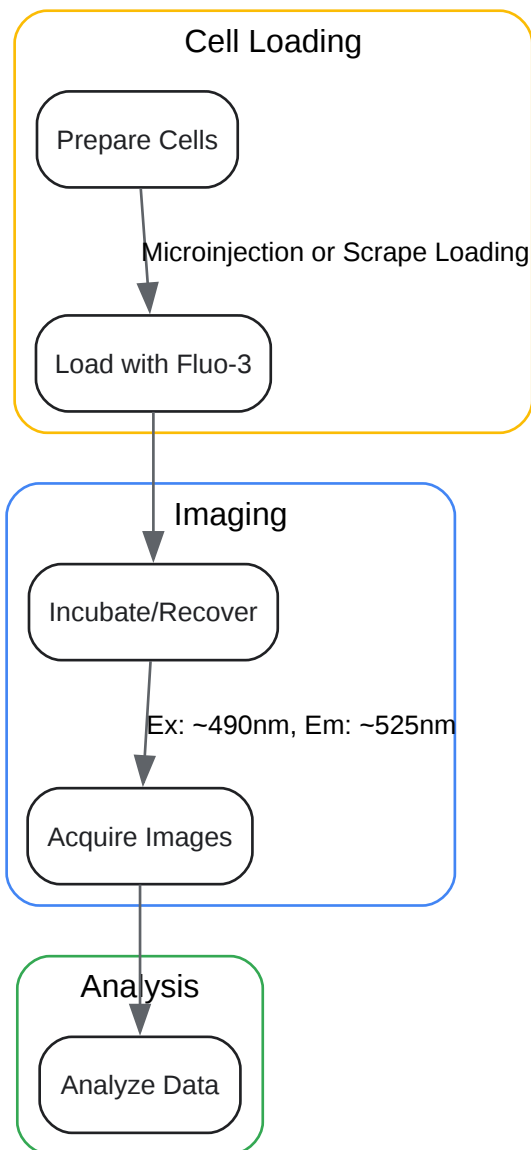 Cell Loading
Prepare Cells
Microinjection or Scrape Loading
Load with Fluo-3
Imaging
Incubate/Recover
Ex: ~490nm, Em: ~525nm
Acquire Images
Analysis
Analyze Data